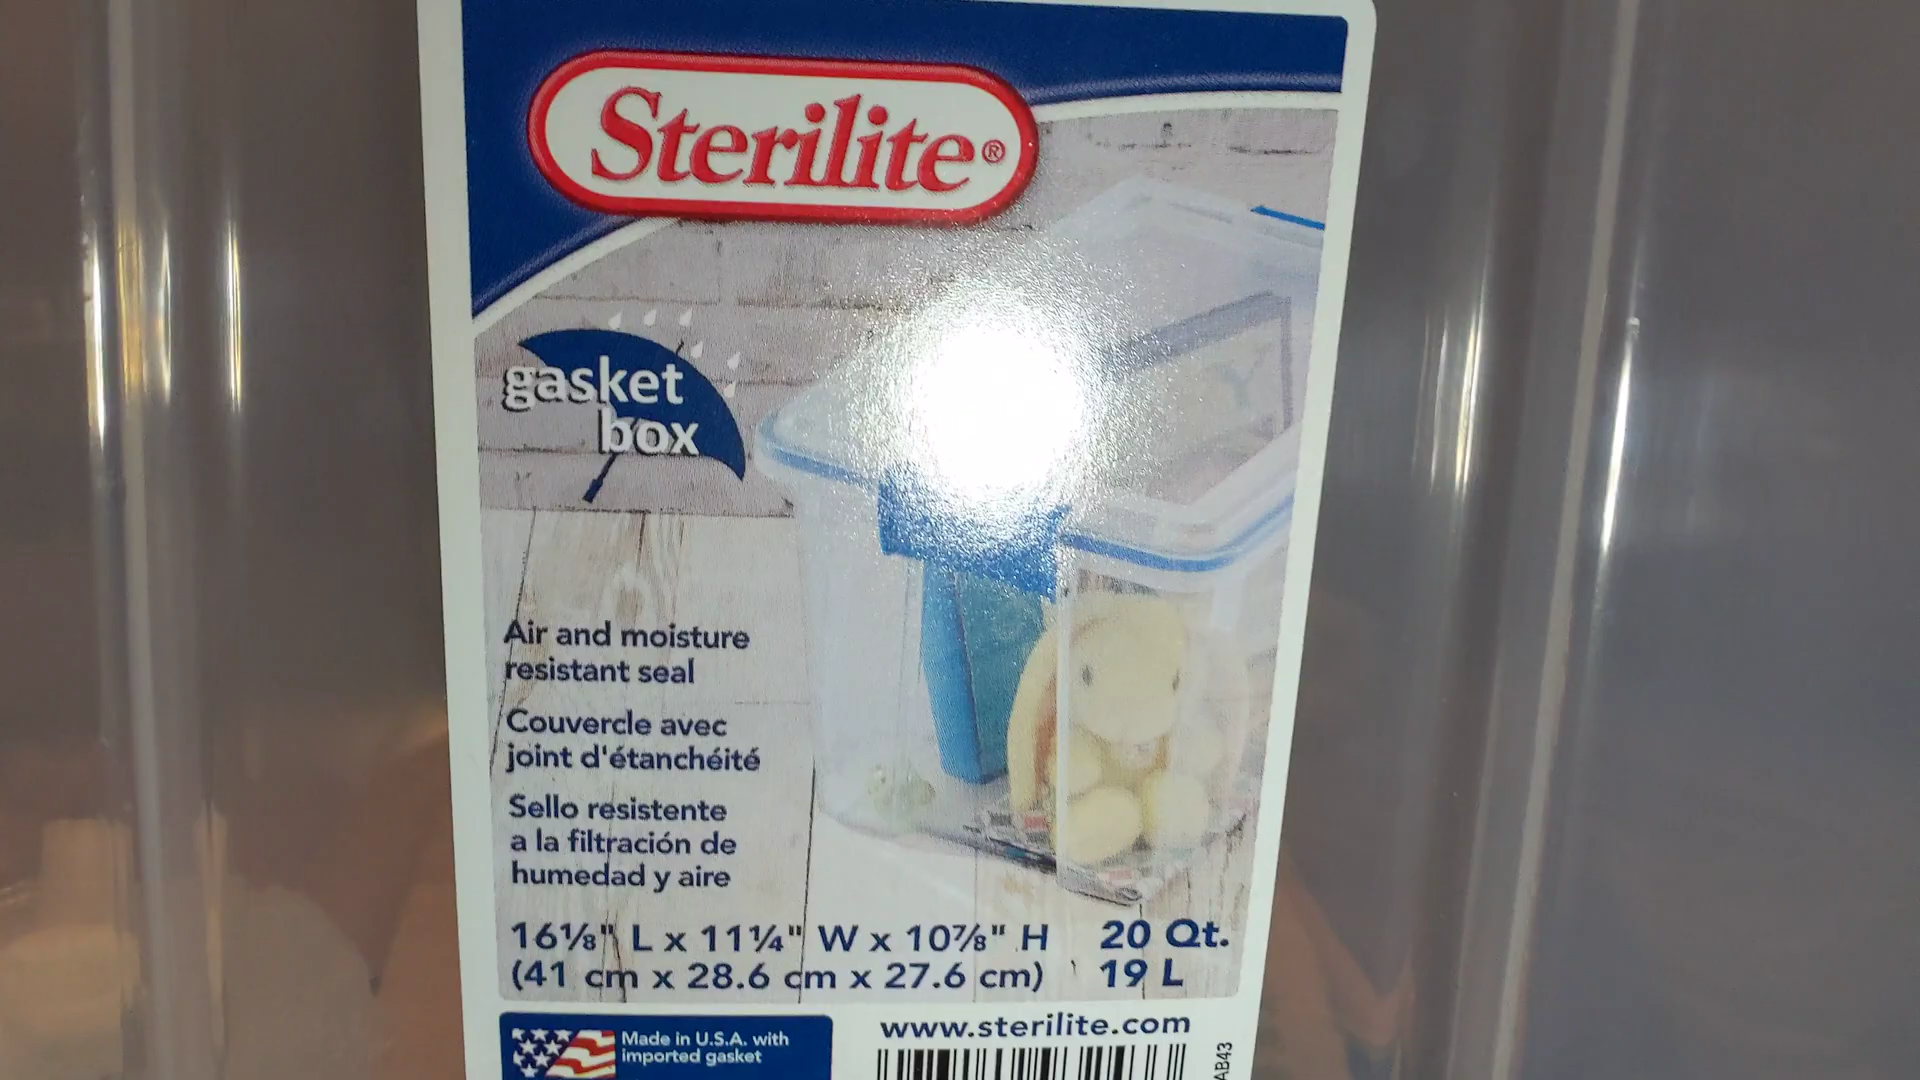 Sterilite®
gasket
box
Air and moisture
resistant seal
Couvercle avec
joint d'étanchéité
Sello resistente
a la filtración de
humedad y aire
16⅛" L x 11¼" W x 10⅞" H 20 Qt.
(41 cm x 28.6 cm x 27.6 cm) 19 L
www.sterilite.com
Made in U.S.A. with
imported gasket
AB43